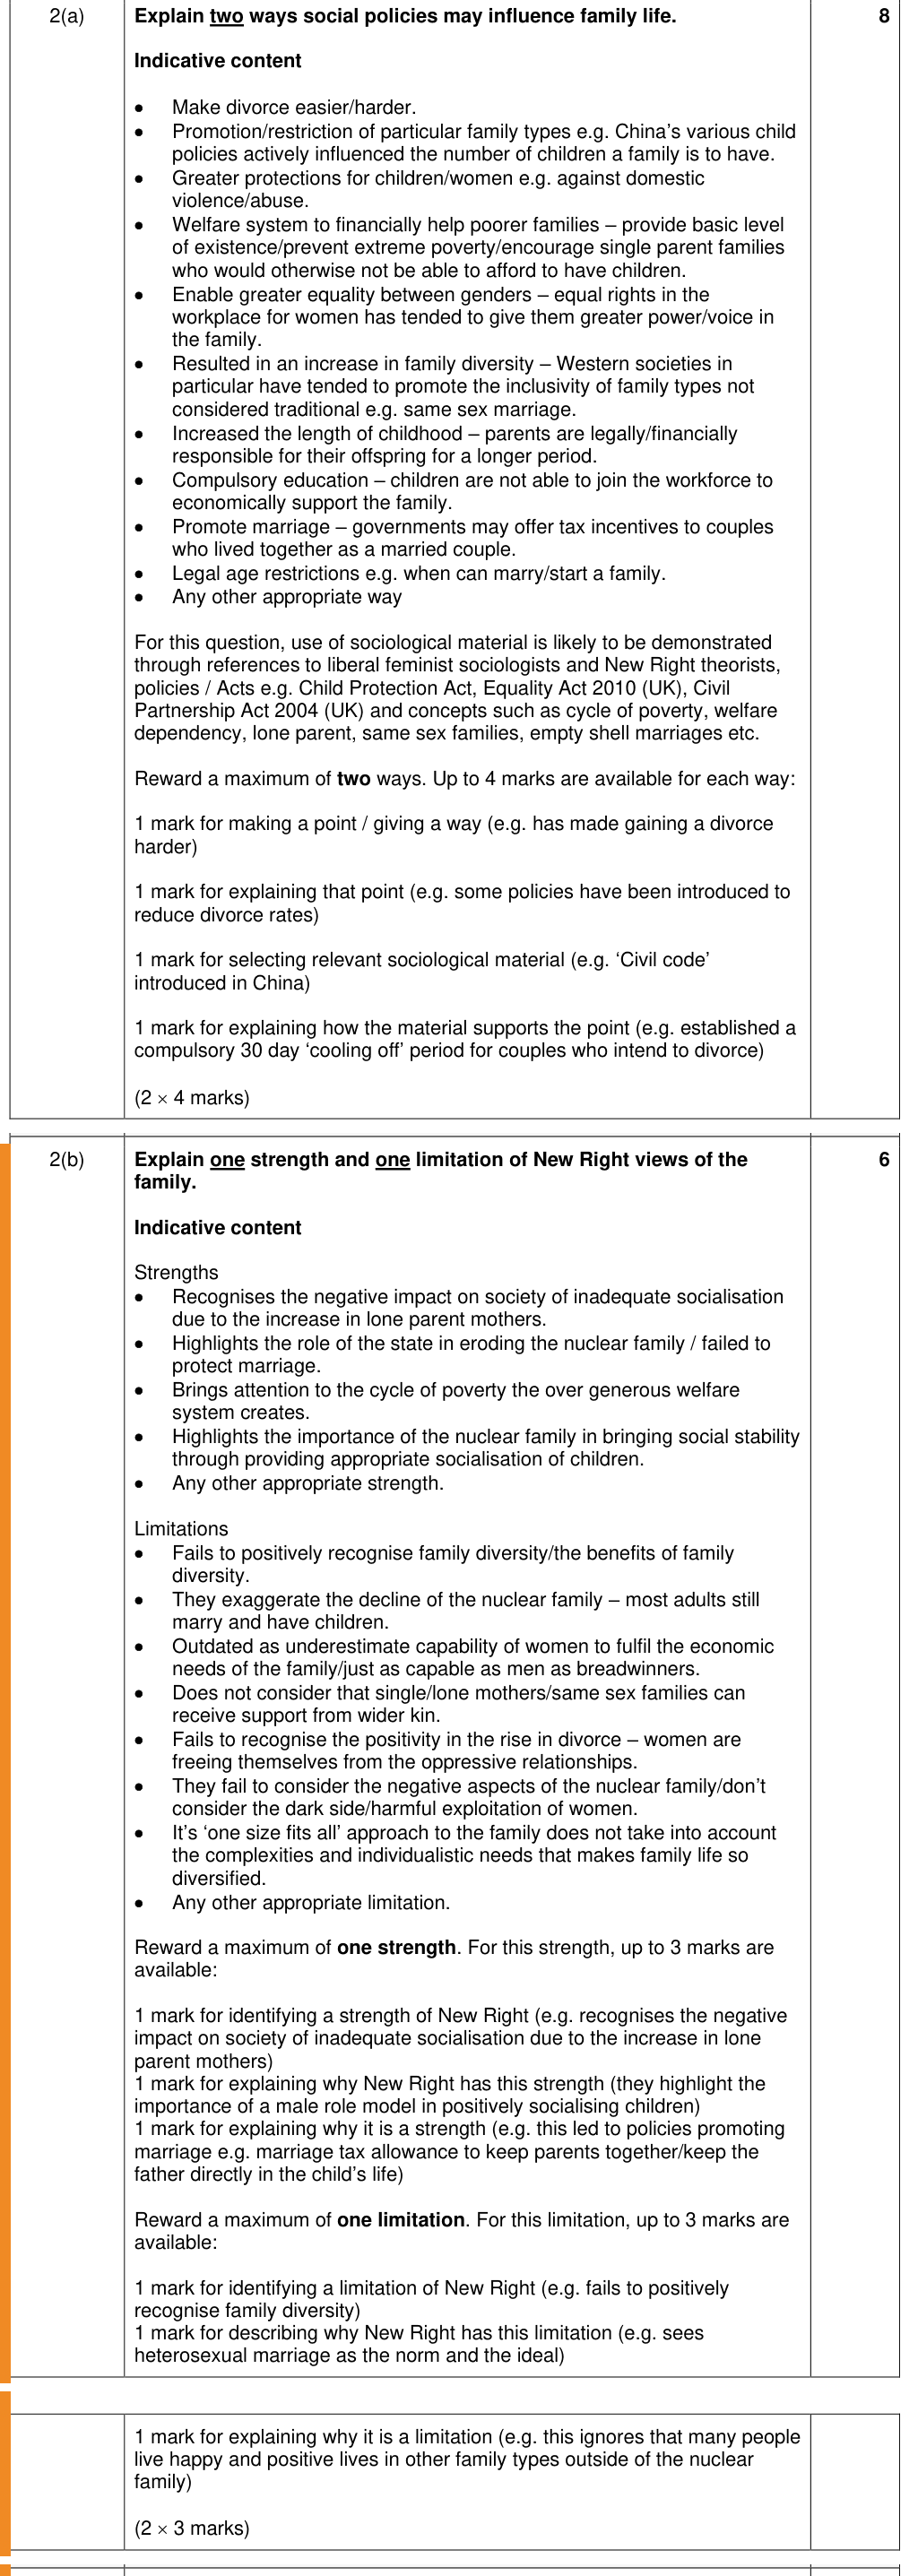 2(a)
Explain two ways social policies may influence family life.
8
Indicative content
• Make divorce easier/harder.
• Promotion/restriction of particular family types e.g. China’s various child
policies actively influenced the number of children a family is to have.
• Greater protections for children/women e.g. against domestic
violence/abuse.
• Welfare system to financially help poorer families – provide basic level
of existence/prevent extreme poverty/encourage single parent families
who would otherwise not be able to afford to have children.
• Enable greater equality between genders – equal rights in the
workplace for women has tended to give them greater power/voice in
the family.
• Resulted in an increase in family diversity – Western societies in
particular have tended to promote the inclusivity of family types not
considered traditional e.g. same sex marriage.
• Increased the length of childhood – parents are legally/financially
responsible for their offspring for a longer period.
• Compulsory education – children are not able to join the workforce to
economically support the family.
• Promote marriage – governments may offer tax incentives to couples
who lived together as a married couple.
• Legal age restrictions e.g. when can marry/start a family.
• Any other appropriate way
For this question, use of sociological material is likely to be demonstrated
through references to liberal feminist sociologists and New Right theorists,
policies / Acts e.g. Child Protection Act, Equality Act 2010 (UK), Civil
Partnership Act 2004 (UK) and concepts such as cycle of poverty, welfare
dependency, lone parent, same sex families, empty shell marriages etc.
Reward a maximum of two ways. Up to 4 marks are available for each way:
1 mark for making a point / giving a way (e.g. has made gaining a divorce
harder)
1 mark for explaining that point (e.g. some policies have been introduced to
reduce divorce rates)
1 mark for selecting relevant sociological material (e.g. ‘Civil code’
introduced in China)
1 mark for explaining how the material supports the point (e.g. established a
compulsory 30 day ‘cooling off’ period for couples who intend to divorce)
(2 × 4 marks)
2(b)
Explain one strength and one limitation of New Right views of the
family.
6
Indicative content
Strengths
• Recognises the negative impact on society of inadequate socialisation
due to the increase in lone parent mothers.
• Highlights the role of the state in eroding the nuclear family / failed to
protect marriage.
• Brings attention to the cycle of poverty the over generous welfare
system creates.
• Highlights the importance of the nuclear family in bringing social stability
through providing appropriate socialisation of children.
• Any other appropriate strength.
Limitations
• Fails to positively recognise family diversity/the benefits of family
diversity.
• They exaggerate the decline of the nuclear family – most adults still
marry and have children.
• Outdated as underestimate capability of women to fulfil the economic
needs of the family/just as capable as men as breadwinners.
• Does not consider that single/lone mothers/same sex families can
receive support from wider kin.
• Fails to recognise the positivity in the rise in divorce – women are
freeing themselves from the oppressive relationships.
• They fail to consider the negative aspects of the nuclear family/don’t
consider the dark side/harmful exploitation of women.
• It’s ‘one size fits all’ approach to the family does not take into account
the complexities and individualistic needs that makes family life so
diversified.
• Any other appropriate limitation.
Reward a maximum of one strength. For this strength, up to 3 marks are
available:
1 mark for identifying a strength of New Right (e.g. recognises the negative
impact on society of inadequate socialisation due to the increase in lone
parent mothers)
1 mark for explaining why New Right has this strength (they highlight the
importance of a male role model in positively socialising children)
1 mark for explaining why it is a strength (e.g. this led to policies promoting
marriage e.g. marriage tax allowance to keep parents together/keep the
father directly in the child’s life)
Reward a maximum of one limitation. For this limitation, up to 3 marks are
available:
1 mark for identifying a limitation of New Right (e.g. fails to positively
recognise family diversity)
1 mark for describing why New Right has this limitation (e.g. sees
heterosexual marriage as the norm and the ideal)
1 mark for explaining why it is a limitation (e.g. this ignores that many people
live happy and positive lives in other family types outside of the nuclear
family)
(2 × 3 marks)